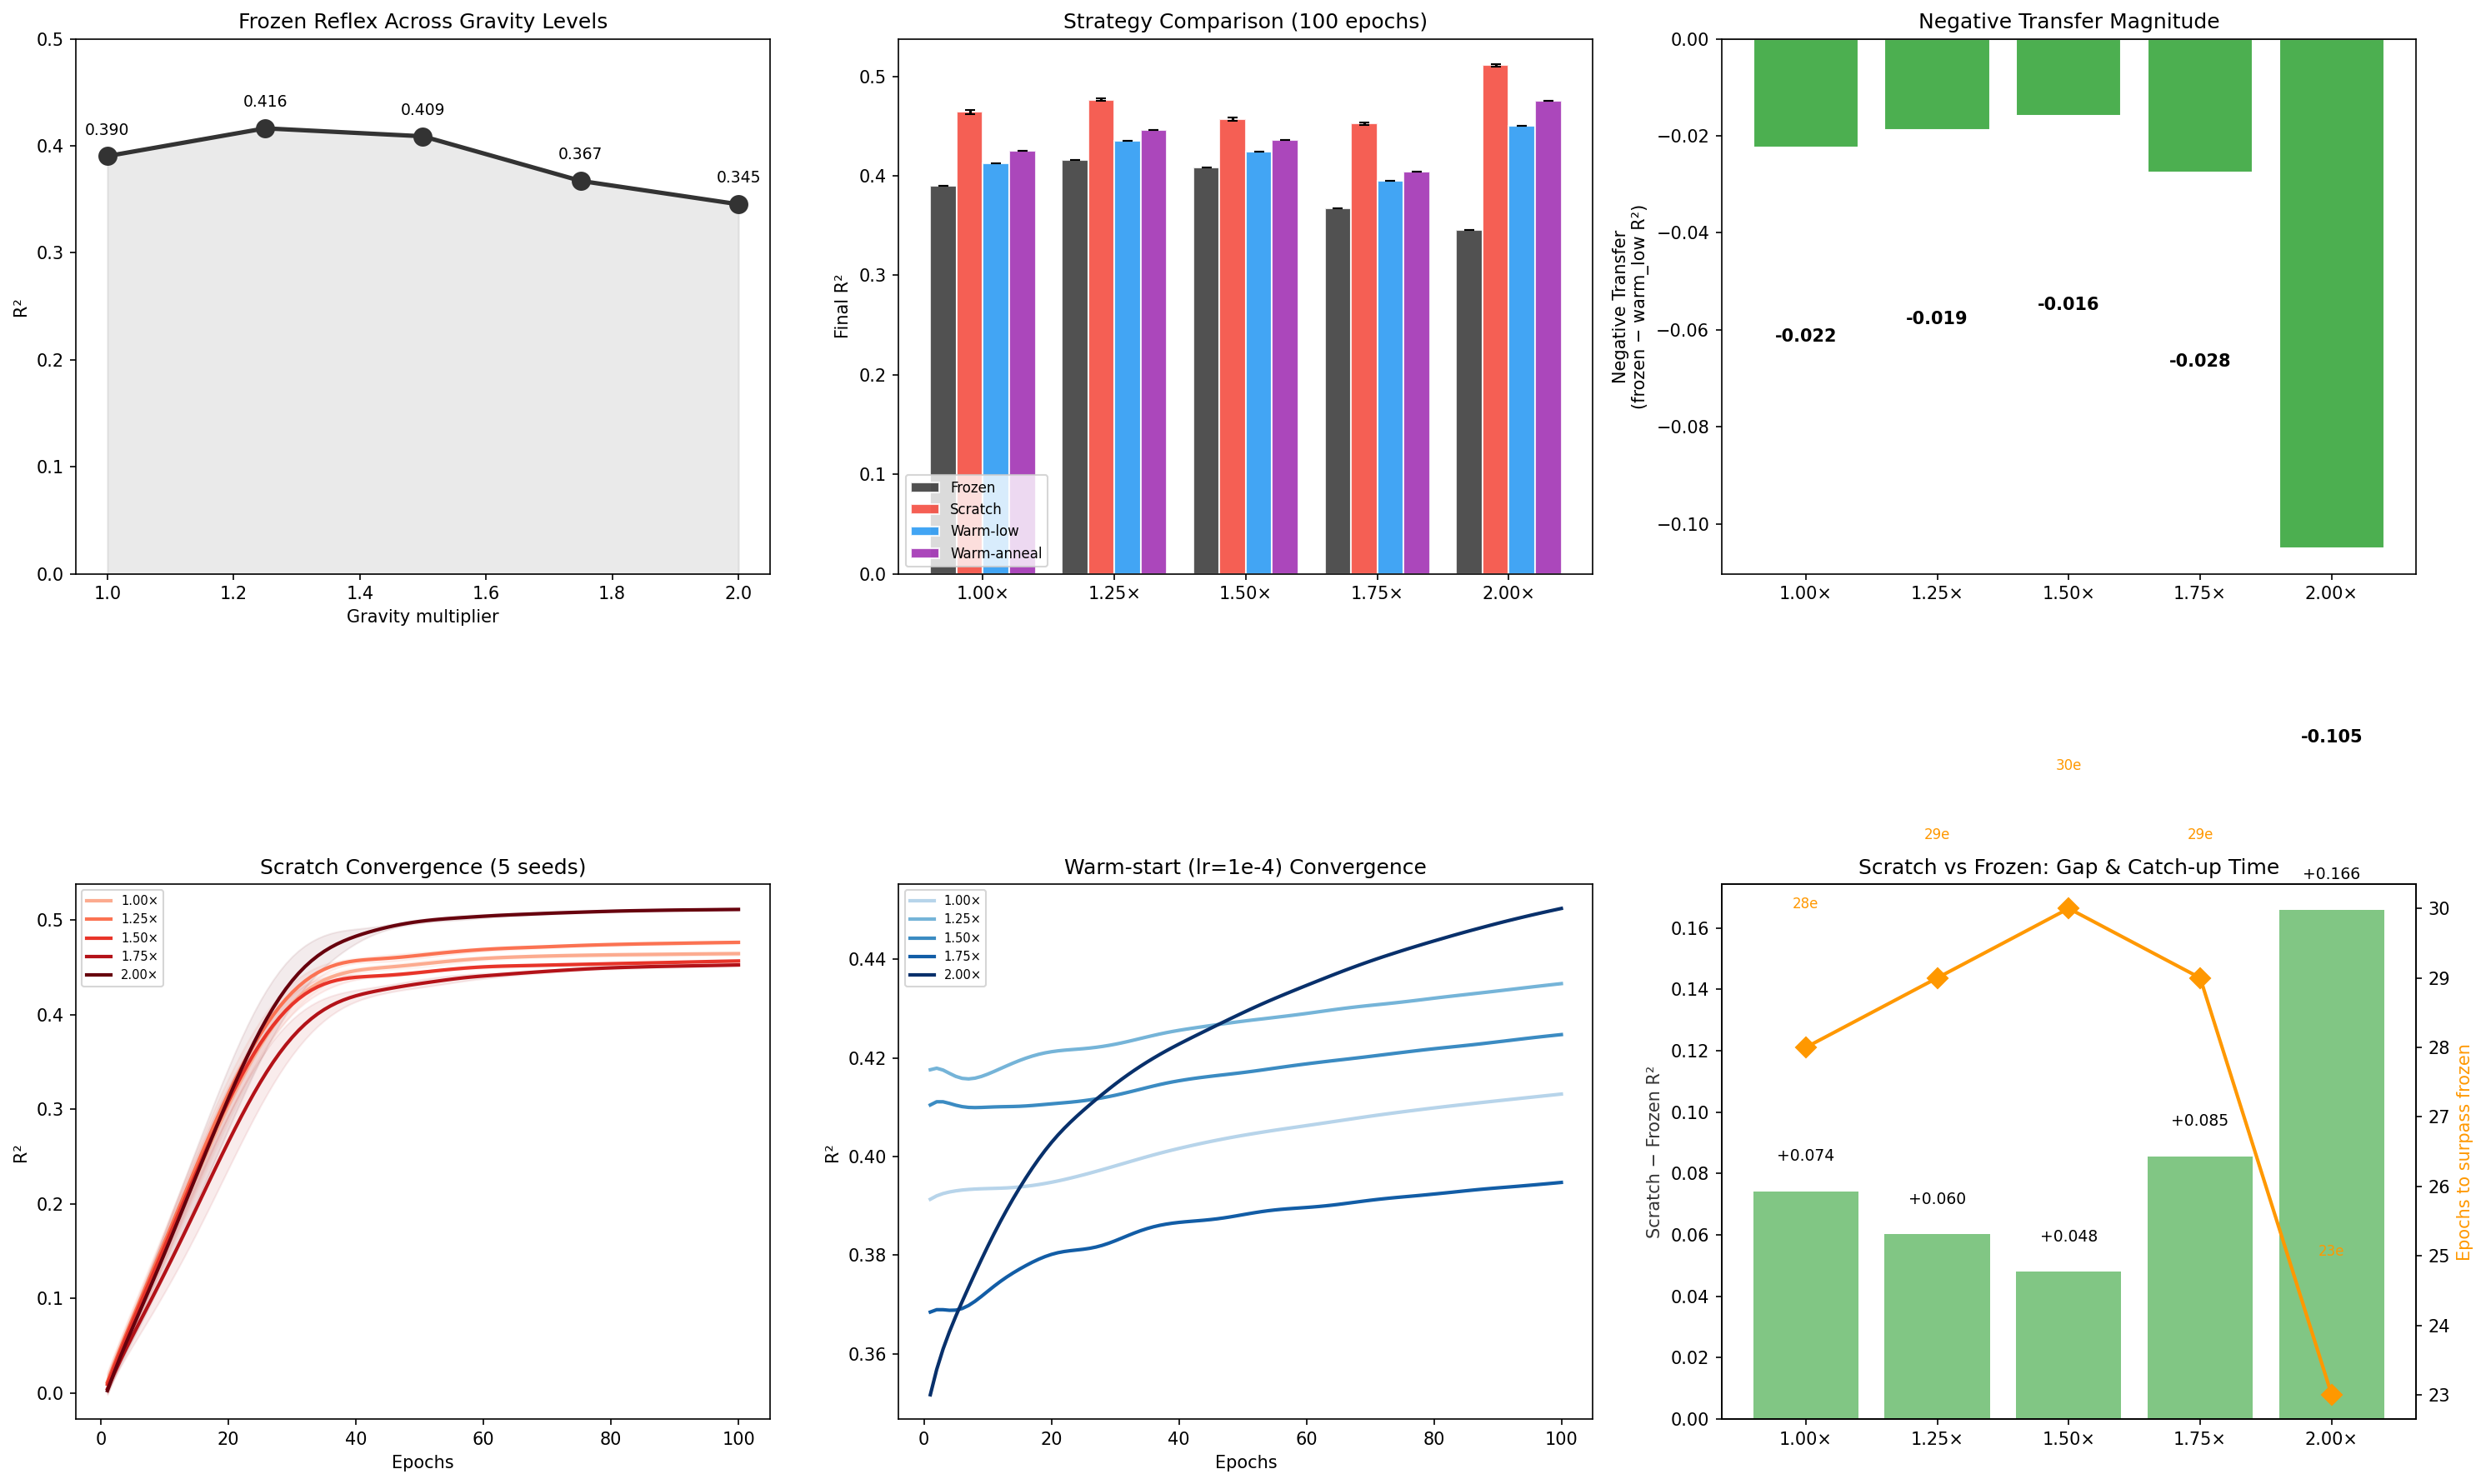 Frozen Reflex Across Gravity Levels
R²
0.5
0.4
0.3
0.2
0.1
0.0
0.390
0.416
0.409
0.367
0.345
1.0 1.2 1.4 1.6 1.8 2.0
Gravity multiplier
Strategy Comparison (100 epochs)
Final R²
0.5
0.4
0.3
0.2
0.1
0.0
Frozen
Scratch
Warm-low
Warm-anneal
1.00× 1.25× 1.50× 1.75× 2.00×
Negative Transfer Magnitude
Negative Transfer
(frozen − warm_low R²)
0.00
−0.02
−0.04
−0.06
−0.08
−0.10
-0.022
-0.019
-0.016
-0.028
-0.105
1.00× 1.25× 1.50× 1.75× 2.00×
Scratch Convergence (5 seeds)
R²
0.5
0.4
0.3
0.2
0.1
0.0
1.00×
1.25×
1.50×
1.75×
2.00×
0 20 40 60 80 100
Epochs
Warm-start (lr=1e-4) Convergence
R²
0.44
0.42
0.40
0.38
0.36
1.00×
1.25×
1.50×
1.75×
2.00×
0 20 40 60 80 100
Epochs
Scratch vs Frozen: Gap & Catch-up Time
Scratch − Frozen R²
0.16
0.14
0.12
0.10
0.08
0.06
0.04
0.02
0.00
28e
29e
30e
29e
23e
+0.074
+0.060
+0.048
+0.085
+0.166
30
29
28
27
26
25
24
23
Epochs to surpass frozen
1.00× 1.25× 1.50× 1.75× 2.00×